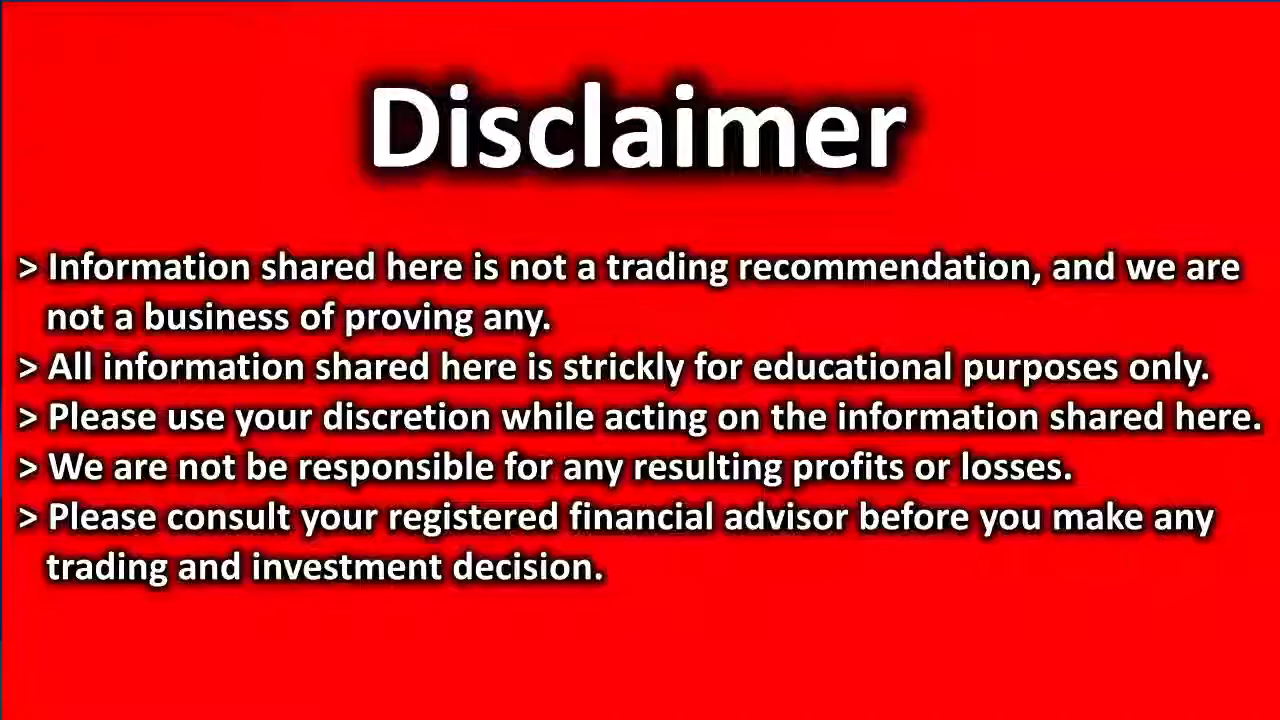 Disclaimer
> Information shared here is not a trading recommendation, and we are
not a business of proving any.
> All information shared here is strickly for educational purposes only.
> Please use your discretion while acting on the information shared here.
> We are not be responsible for any resulting profits or losses.
> Please consult your registered financial advisor before you make any
trading and investment decision.